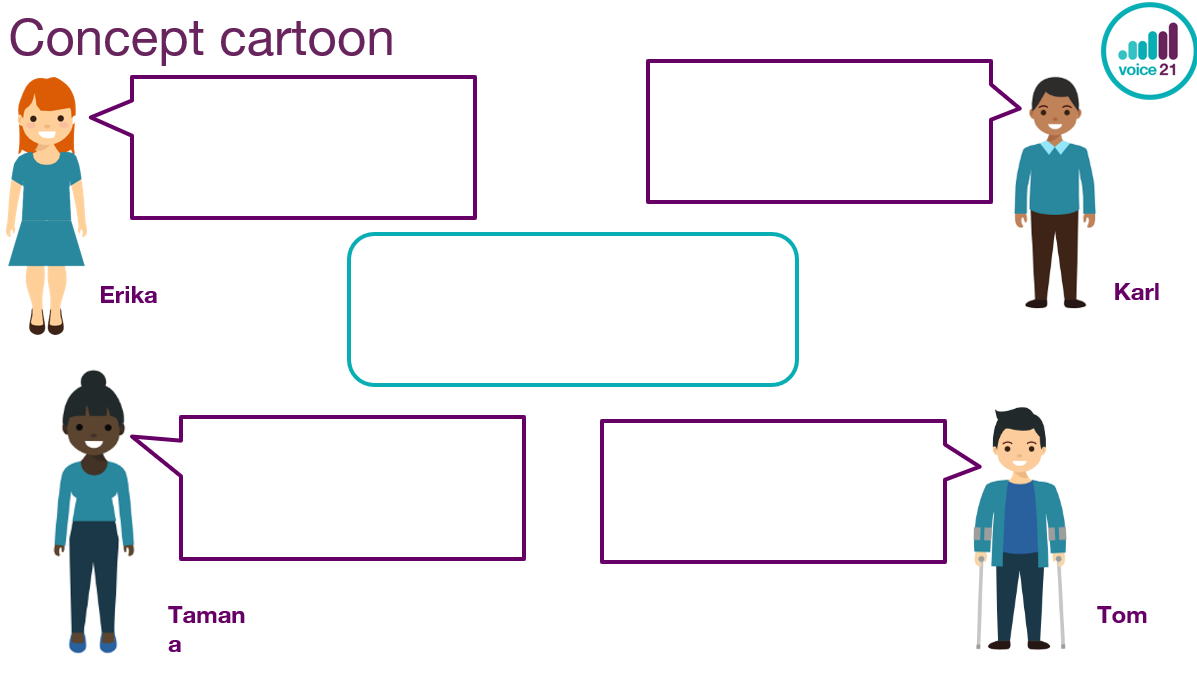 Concept cartoon
voice 21
Erika
Karl
Taman
a
Tom